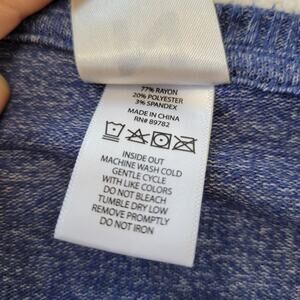 77% RAYON
20% POLYESTER
3% SPANDEX
MADE IN CHINA
RN# 89782
INSIDE OUT
MACHINE WASH COLD
GENTLE CYCLE
WITH LIKE COLORS
DO NOT BLEACH
TUMBLE DRY LOW
REMOVE PROMPTLY
DO NOT IRON